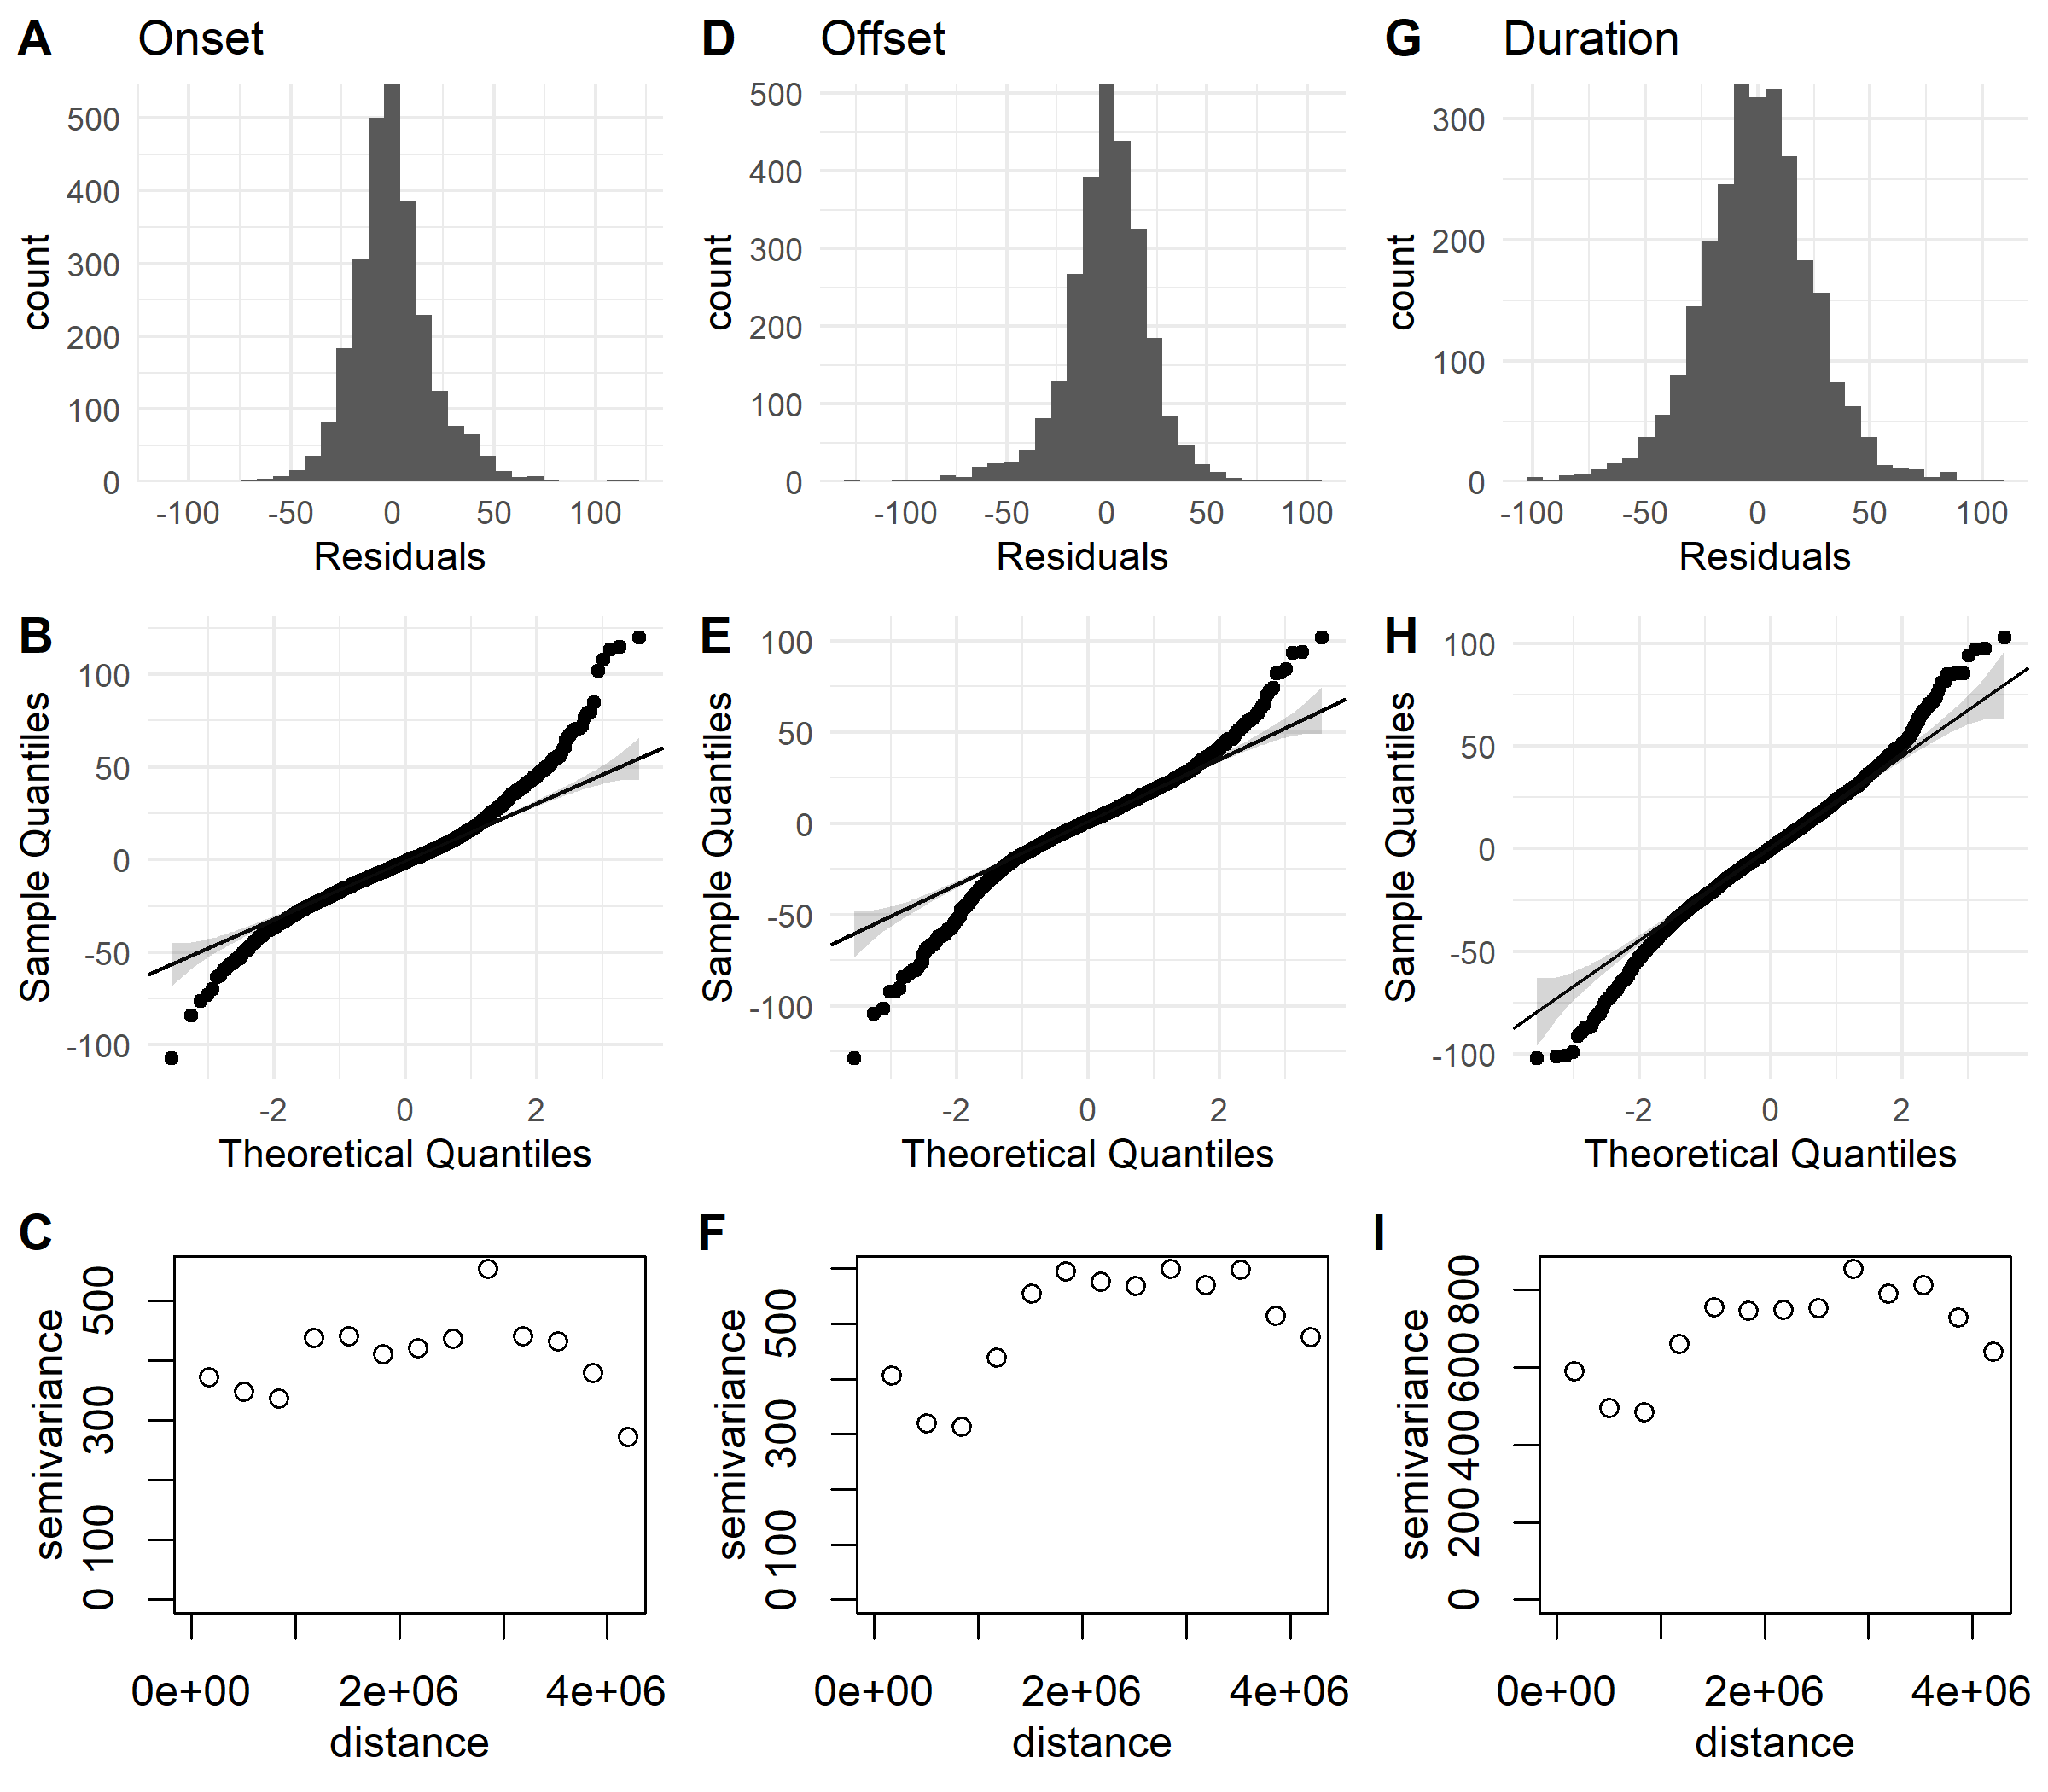 A Onset
500
400
300
200
100
0
count
-100 -50 0 50 100
Residuals
D Offset
500
400
300
200
100
0
count
-100 -50 0 50 100
Residuals
G Duration
300
200
100
0
count
-100 -50 0 50 100
Residuals
B
100
50
0
-50
-100
Sample Quantiles
-2 0 2
Theoretical Quantiles
E
100
50
0
-50
-100
Sample Quantiles
-2 0 2
Theoretical Quantiles
H
100
50
0
-50
-100
Sample Quantiles
-2 0 2
Theoretical Quantiles
C
semivariance
0 100 300 500
0e+00 2e+06 4e+06
distance
F
semivariance
0 100 300 500
0e+00 2e+06 4e+06
distance
I
semivariance
0 200 400 600 800
0e+00 2e+06 4e+06
distance